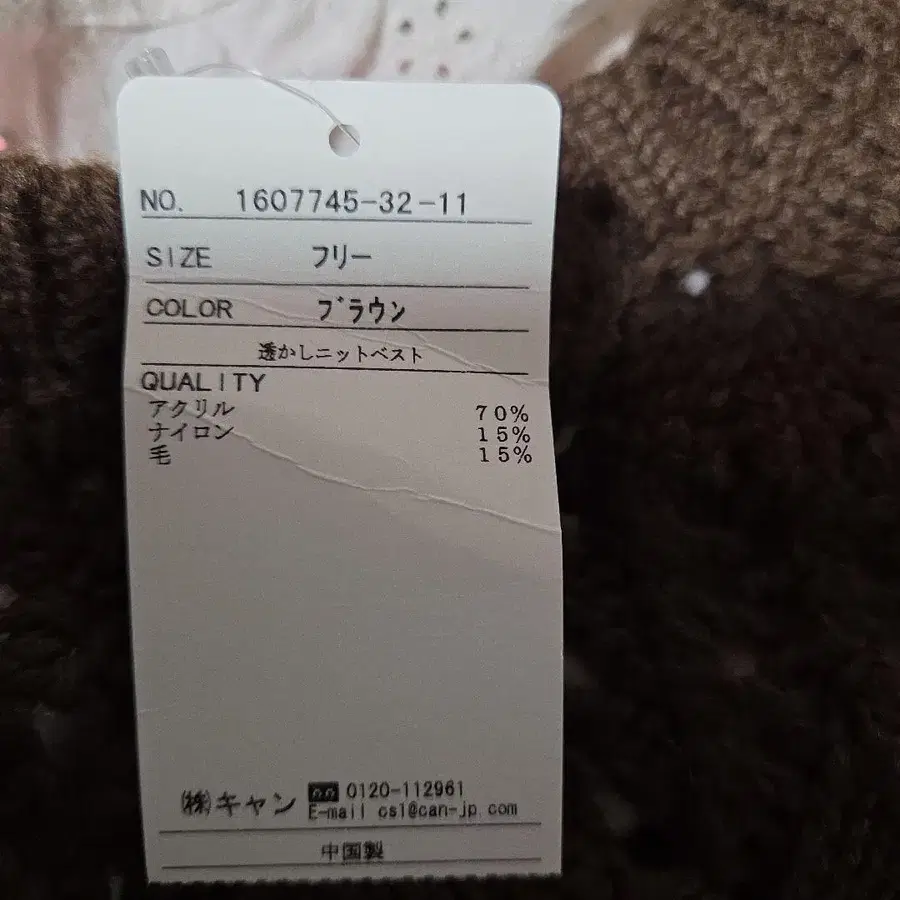 NO. 1607745-32-11
SIZE フリー
COLOR ブラウン
透かしニットベスト
QUALITY
アクリル 70%
ナイロン 15%
毛 15%
㈱キャン 0120-112961
E-mail csl@can-jp.com
中国製